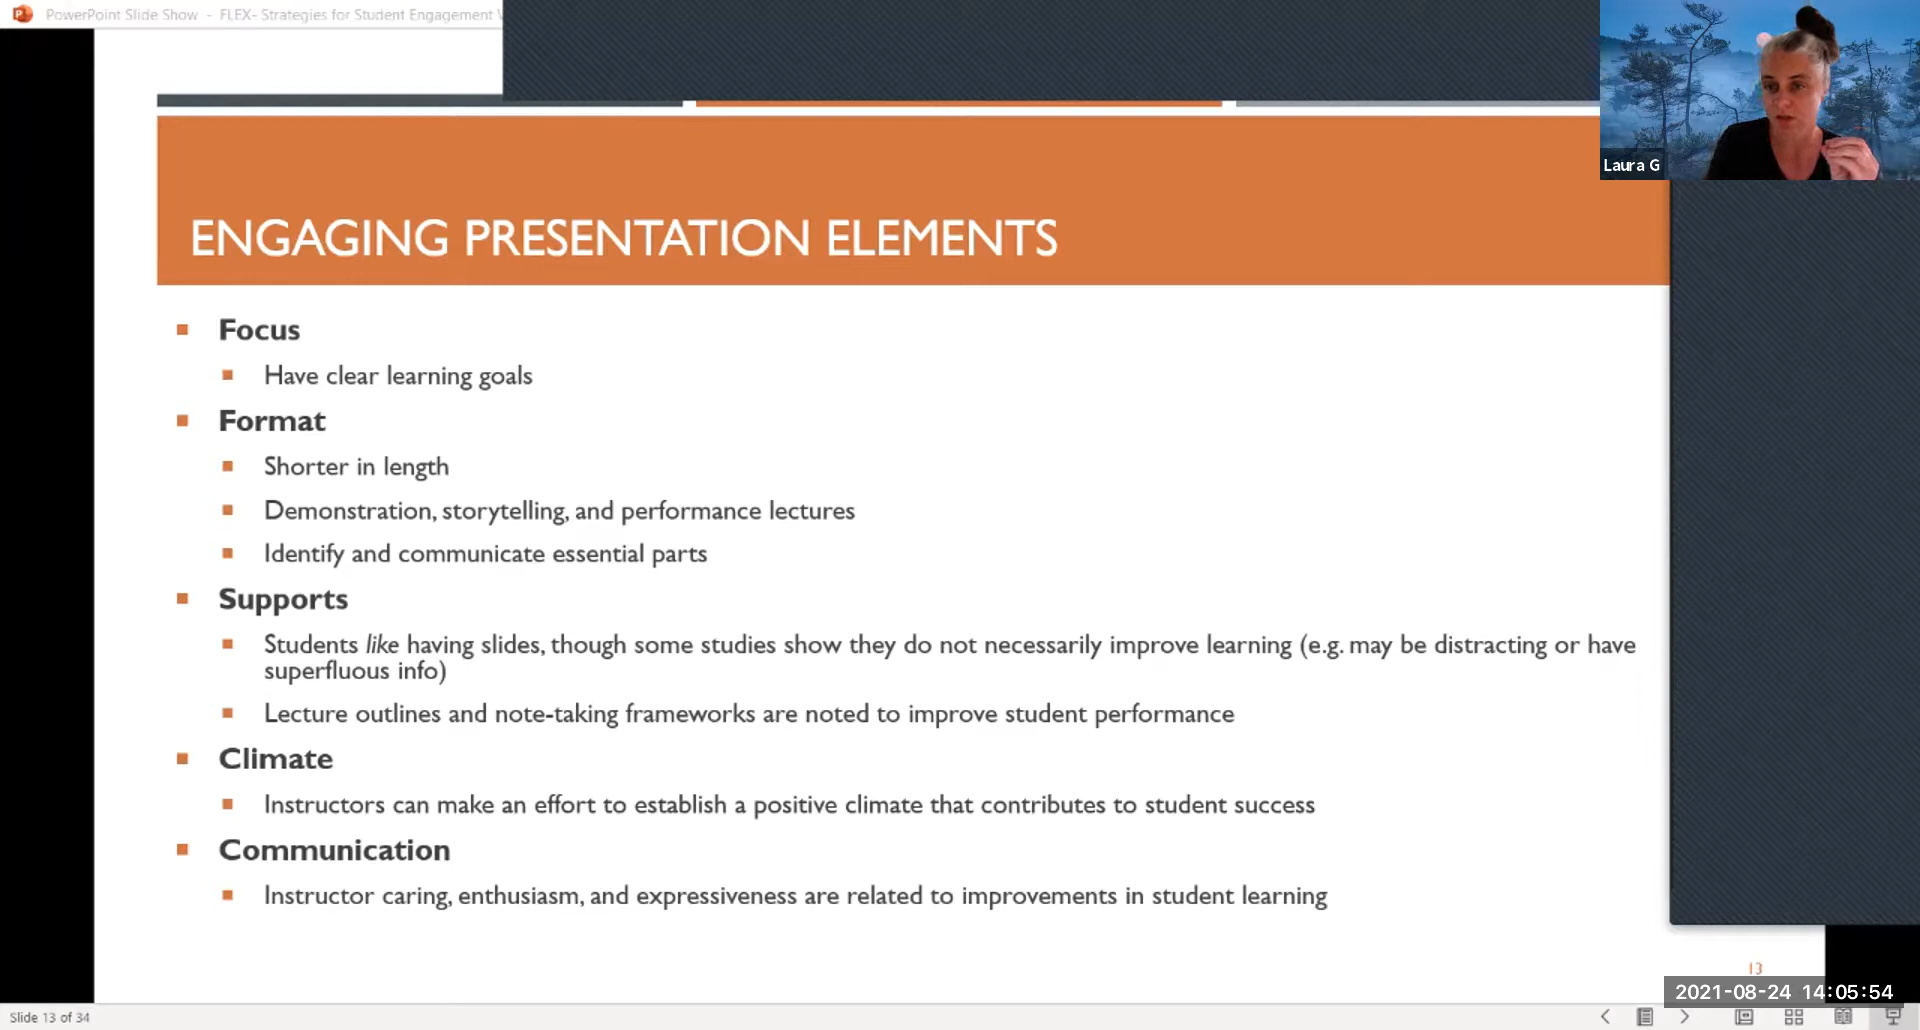 PowerPoint Slide Show - FLEX- Strategies for Student Engagement
Laura G
ENGAGING PRESENTATION ELEMENTS
Focus
Have clear learning goals
Format
Shorter in length
Demonstration, storytelling, and performance lectures
Identify and communicate essential parts
Supports
Students like having slides, though some studies show they do not necessarily improve learning (e.g. may be distracting or have
superfluous info)
Lecture outlines and note-taking frameworks are noted to improve student performance
Climate
Instructors can make an effort to establish a positive climate that contributes to student success
Communication
Instructor caring, enthusiasm, and expressiveness are related to improvements in student learning
13
2021-08-24 14:05:54
Slide 13 of 34